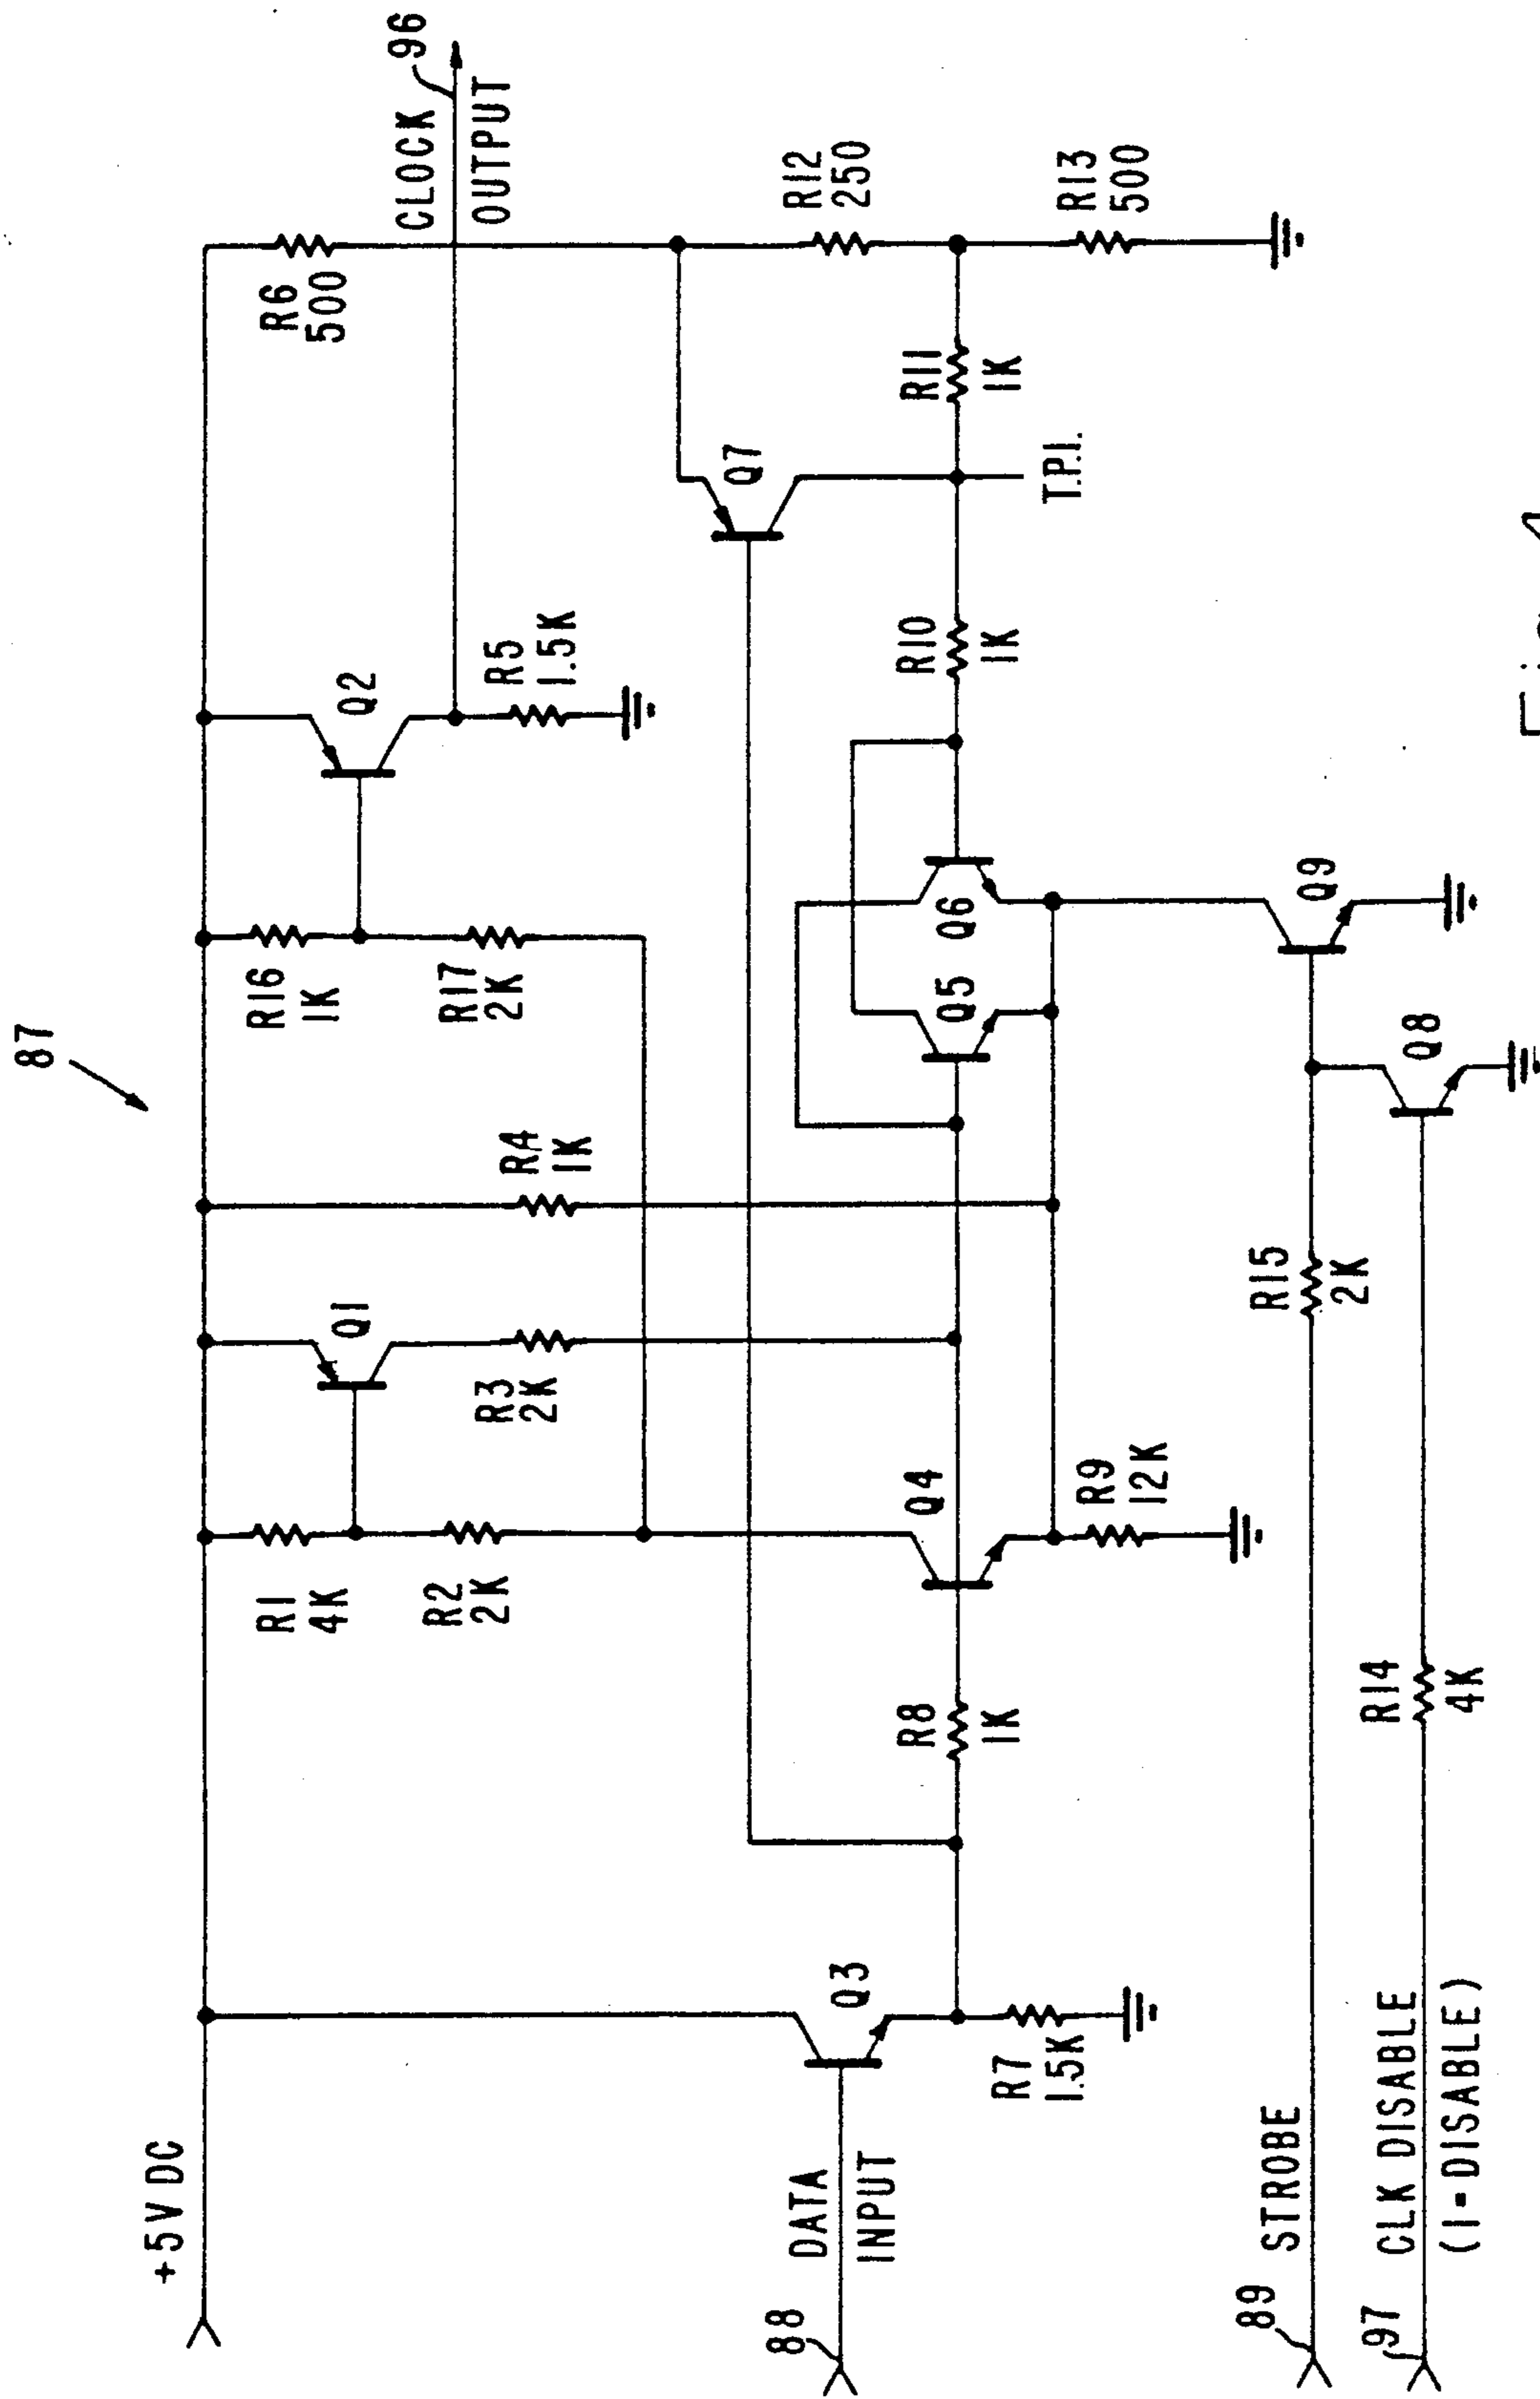 87
+5V DC
R1
4K
R2
2K
Q1
R3
2K
R4
1K
R16
1K
R17
2K
Q2
R5
1.5K
R6
500
CLOCK
OUTPUT
96
88
DATA
INPUT
Q3
R7
1.5K
R8
1K
Q4
R9
12K
Q5
Q6
R10
1K
Q7
T.P.I.
R11
1K
R12
250
R13
500
89
STROBE
R15
2K
Q9
97
CLK DISABLE
(1=DISABLE)
R14
4K
Q8